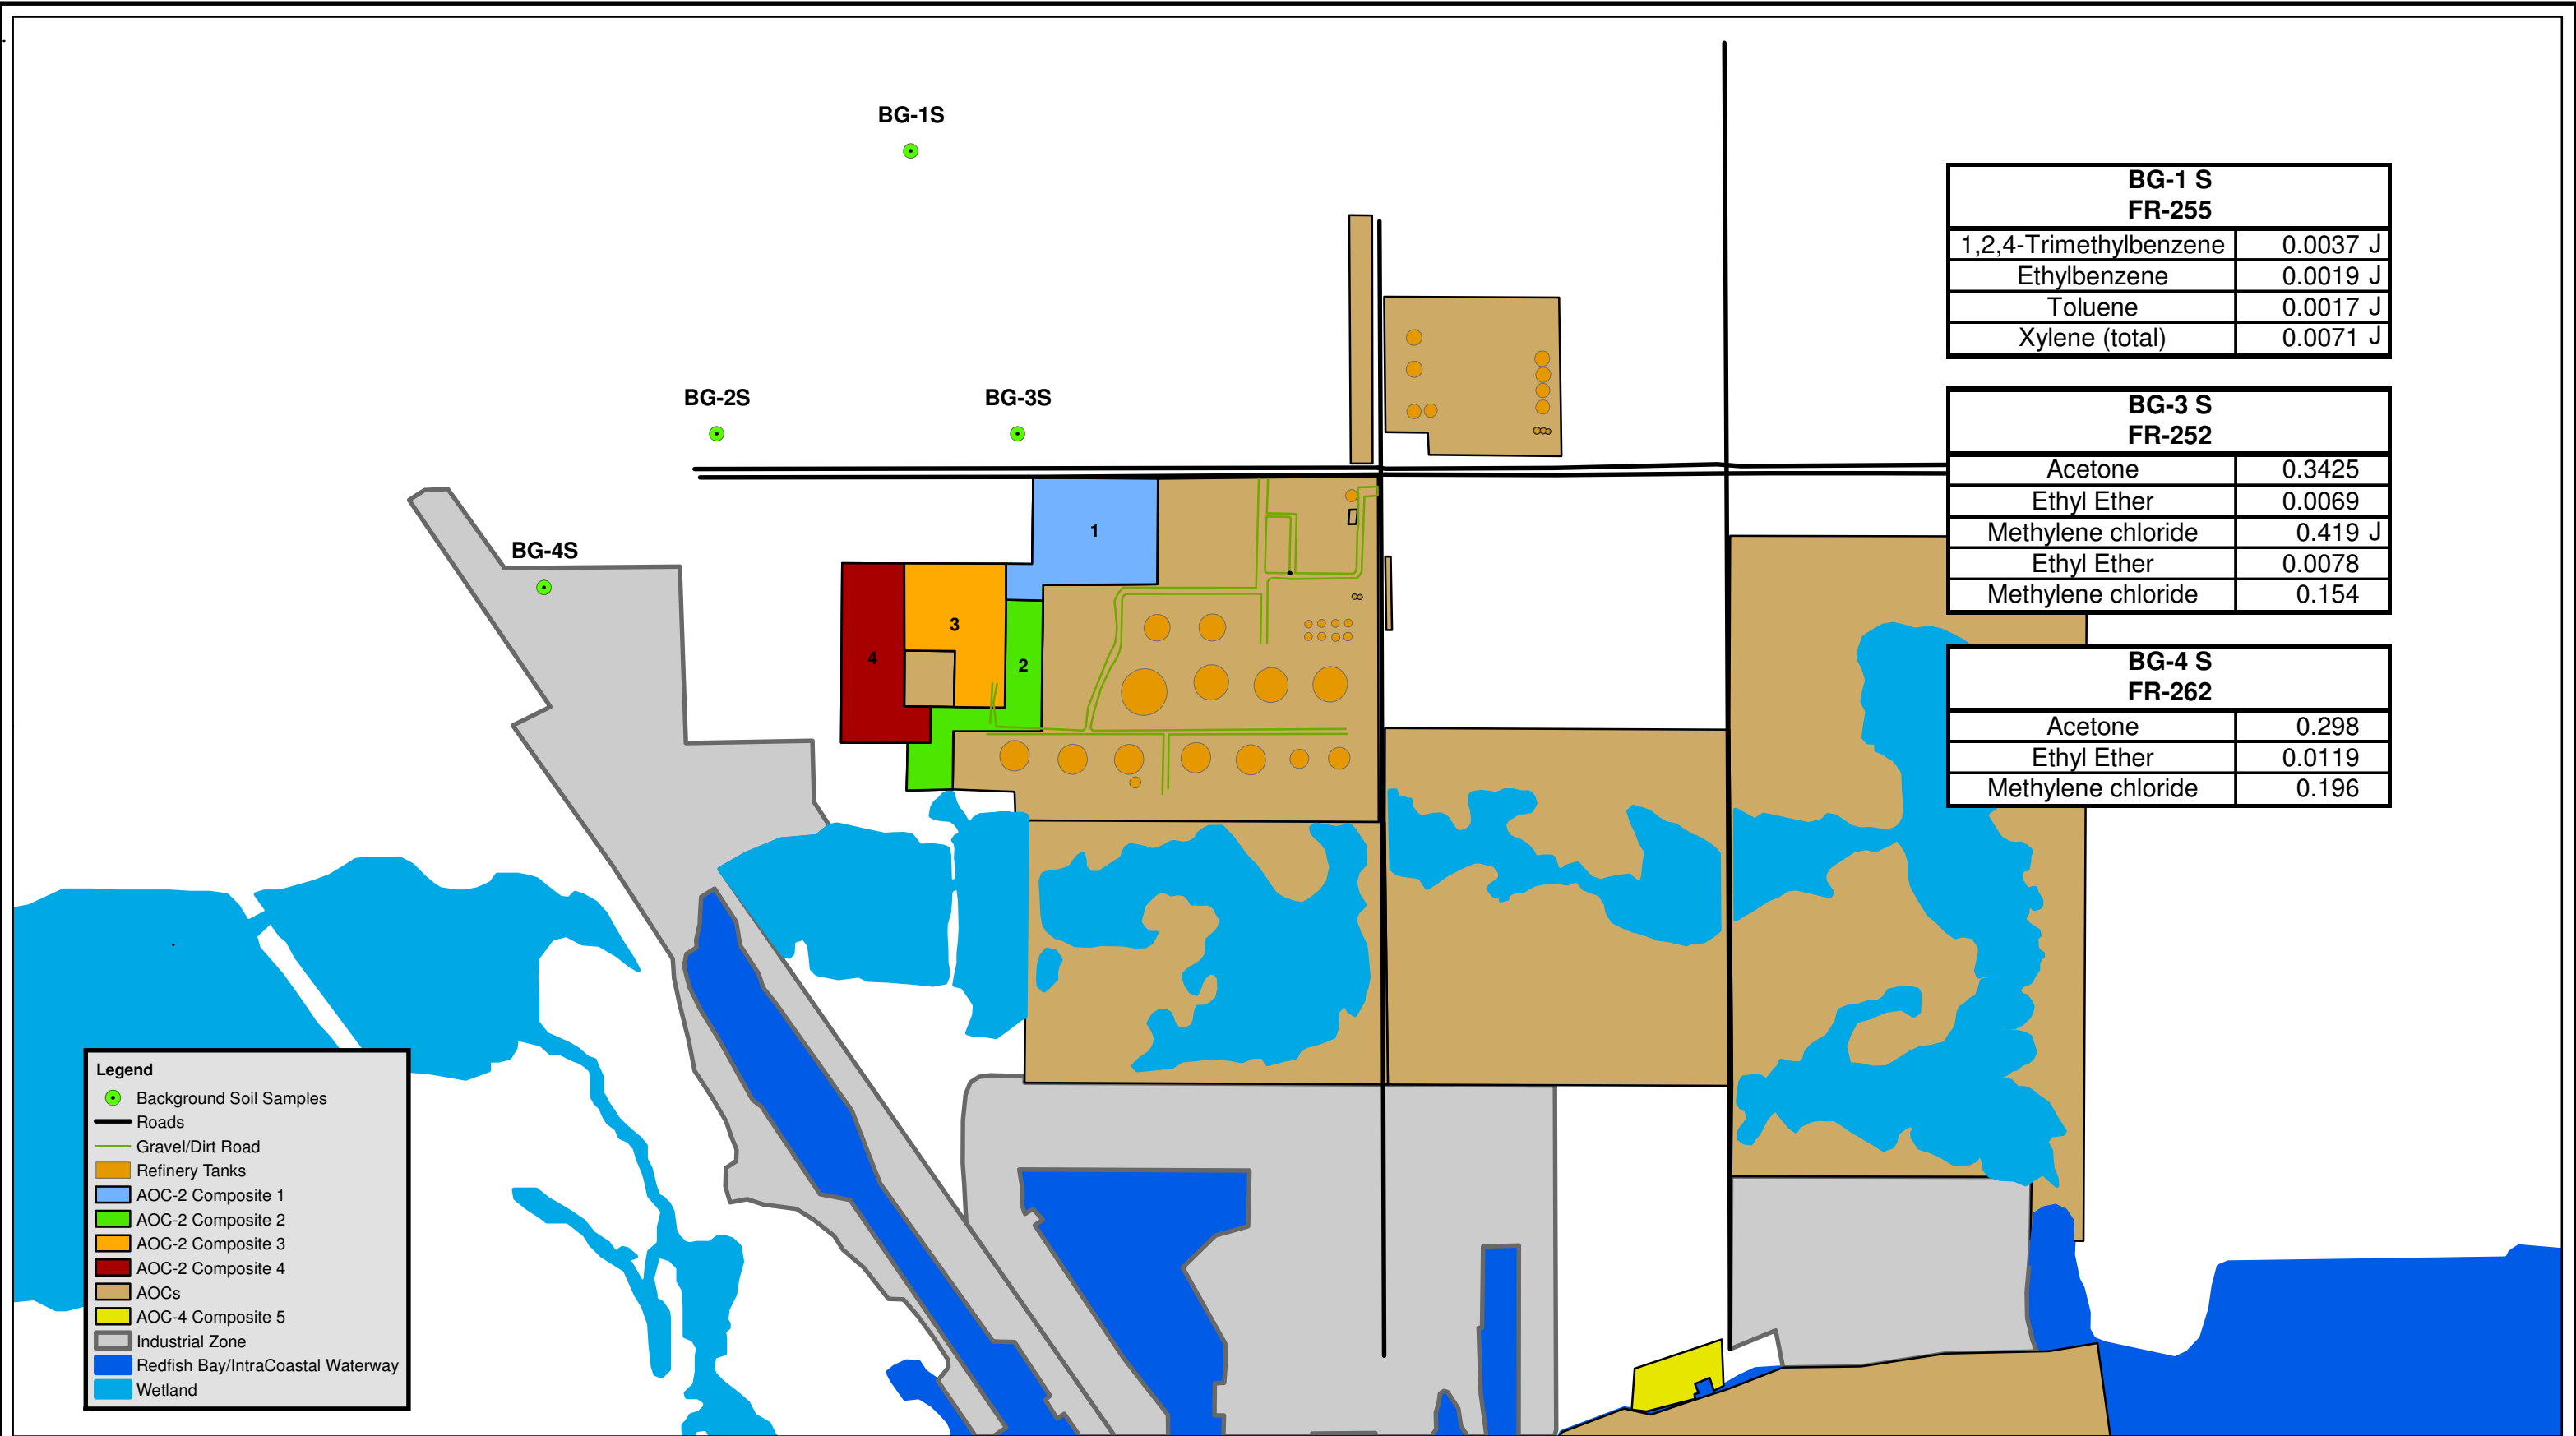 BG-1S
BG-2S
BG-3S
BG-4S
1
2
3
4
BG-1 S
FR-255
1,2,4-Trimethylbenzene 0.0037 J
Ethylbenzene 0.0019 J
Toluene 0.0017 J
Xylene (total) 0.0071 J
BG-3 S
FR-252
Acetone 0.3425
Ethyl Ether 0.0069
Methylene chloride 0.419 J
Ethyl Ether 0.0078
Methylene chloride 0.154
BG-4 S
FR-262
Acetone 0.298
Ethyl Ether 0.0119
Methylene chloride 0.196
Legend
Background Soil Samples
Roads
Gravel/Dirt Road
Refinery Tanks
AOC-2 Composite 1
AOC-2 Composite 2
AOC-2 Composite 3
AOC-2 Composite 4
AOCs
AOC-4 Composite 5
Industrial Zone
Redfish Bay/IntraCoastal Waterway
Wetland